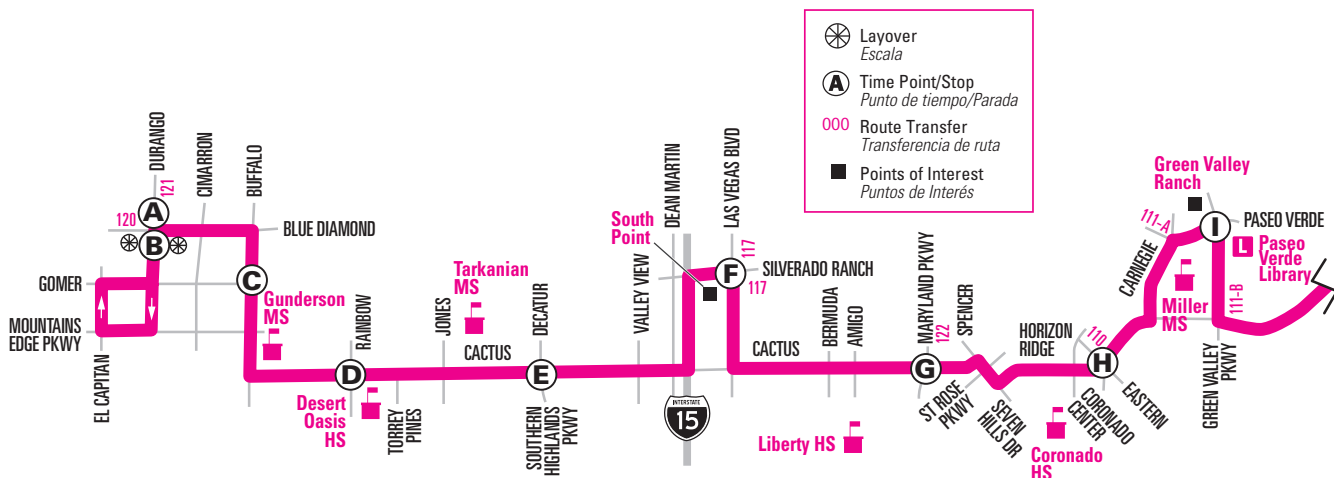 Layover
Escala
A
Time Point/Stop
Punto de tiempo/Parada
000
Route Transfer
Transferencia de ruta
Points of Interest
Puntos de Interés
DURANGO
121
120
A
B
CIMARRON
BUFFALO
BLUE DIAMOND
GOMER
C
MOUNTAINS
EDGE PKWY
EL CAPITAN
Gunderson
MS
RAINBOW
D
Desert
Oasis
HS
TORREY
PINES
JONES
Tarkanian
MS
CACTUS
DECATUR
E
SOUTHERN
HIGHLANDS
PKWY
VALLEY VIEW
South
Point
DEAN MARTIN
INTERSTATE
15
LAS VEGAS BLVD
117
F
117
SILVERADO RANCH
CACTUS
BERMUDA
AMIGO
Liberty HS
MARYLAND PKWY
122
G
SPENCER
ST ROSE
PKWY
SEVEN
HILLS DR
HORIZON
RIDGE
Coronado
HS
110
H
CORONADO
CENTER
EASTERN
CARNEGIE
111-A
Green Valley
Ranch
I
PASEO VERDE
L
Paseo
Verde
Library
Miller
MS
111-B
GREEN VALLEY
PKWY